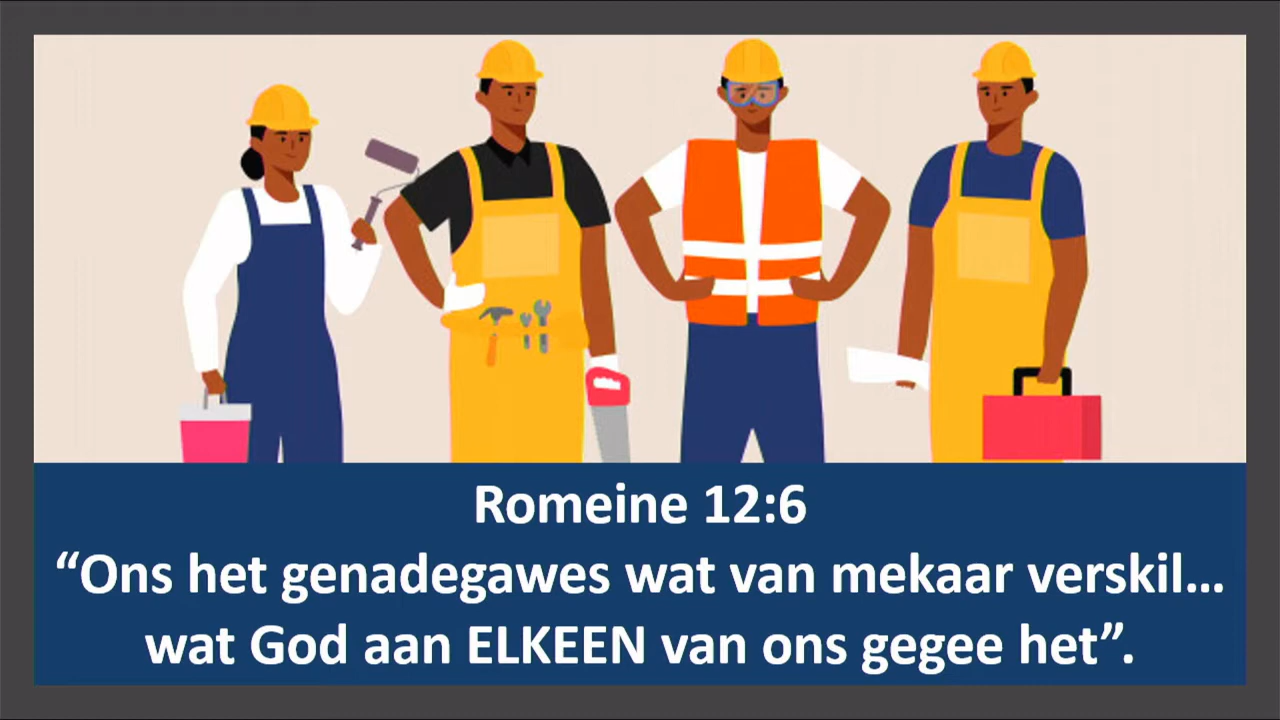 Romeine 12:6
“Ons het genadegawes wat van mekaar verskil…
wat God aan ELKEEN van ons gegee het”.